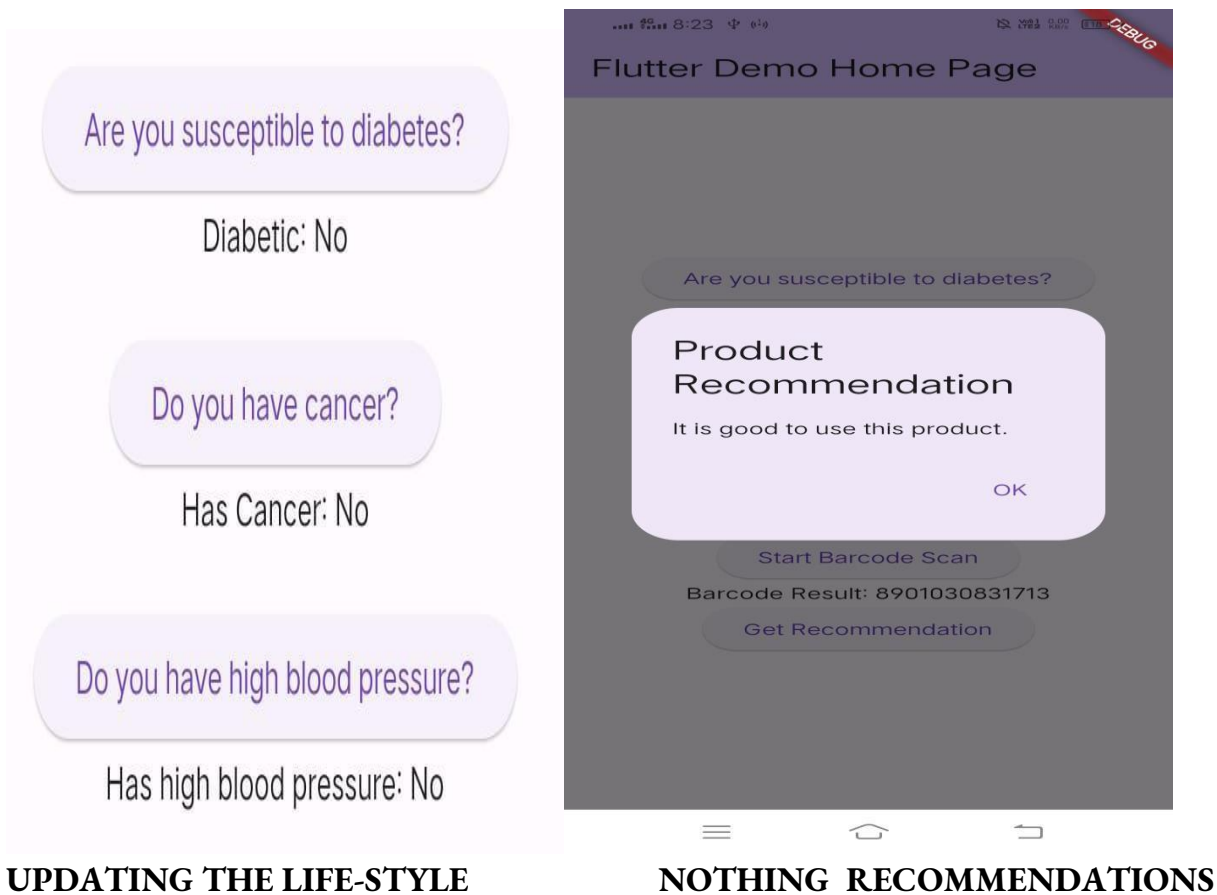 Are you susceptible to diabetes?
Diabetic: No
Do you have cancer?
Has Cancer: No
Do you have high blood pressure?
Has high blood pressure: No
8:23
DEBUG
Flutter Demo Home Page
Are you susceptible to diabetes?
Product
Recommendation
It is good to use this product.
OK
Start Barcode Scan
Barcode Result: 8901030831713
Get Recommendation
UPDATING THE LIFE-STYLE
NOTHING RECOMMENDATIONS